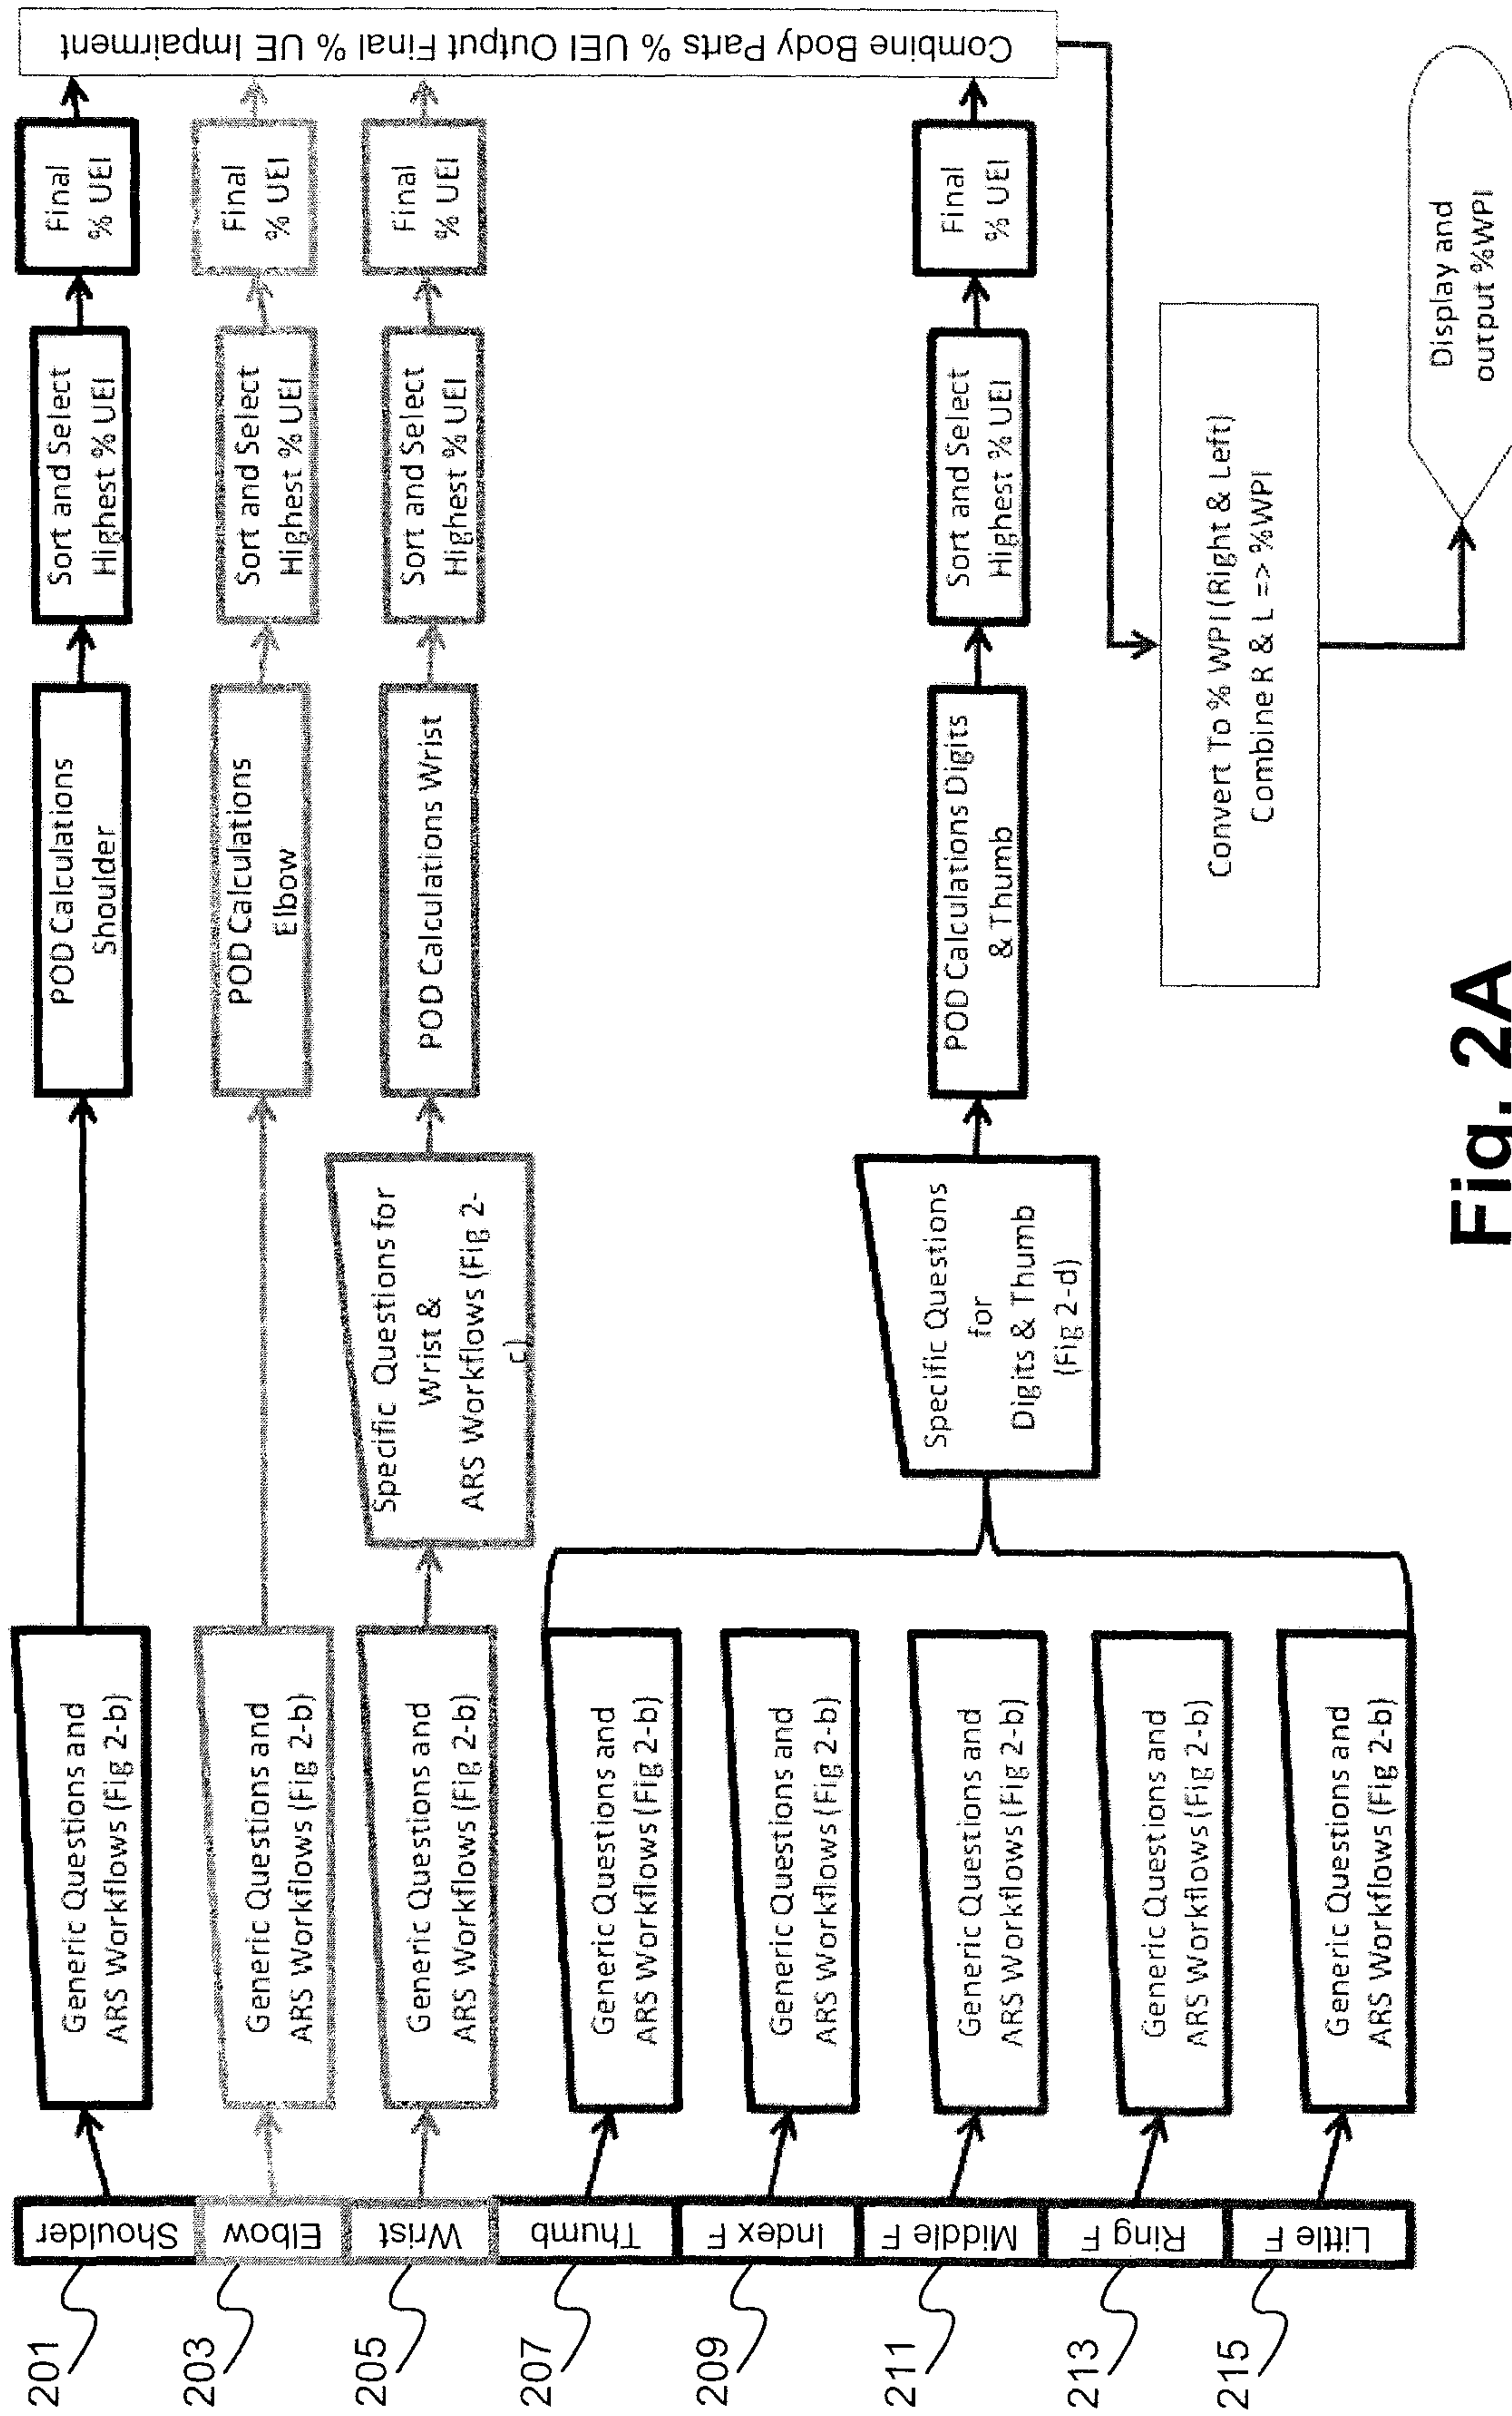 201
Shoulder
Generic Questions and
ARS Workflows (Fig 2-b)
POD Calculations
Shoulder
Sort and Select
Highest % UEI
Final
% UEI
203
Elbow
Generic Questions and
ARS Workflows (Fig 2-b)
POD Calculations
Elbow
Sort and Select
Highest % UEI
Final
% UEI
205
Wrist
Generic Questions and
ARS Workflows (Fig 2-b)
Specific Questions for
Wrist &
ARS Workflows (Fig 2-
c)
POD Calculations Wrist
Sort and Select
Highest % UEI
Final
% UEI
207
Thumb
Generic Questions and
ARS Workflows (Fig 2-b)
209
Index F
Generic Questions and
ARS Workflows (Fig 2-b)
211
Middle F
Generic Questions and
ARS Workflows (Fig 2-b)
213
Ring F
Generic Questions and
ARS Workflows (Fig 2-b)
215
Little F
Generic Questions and
ARS Workflows (Fig 2-b)
Specific Questions
for
Digits & Thumb
(Fig 2-d)
POD Calculations Digits
& Thumb
Sort and Select
Highest % UEI
Final
% UEI
Combine Body Parts % UEI Output Final % UE Impairment
Convert To % WPI (Right & Left)
Combine R & L => %WPI
Display and
output %WPI
Fig. 2A